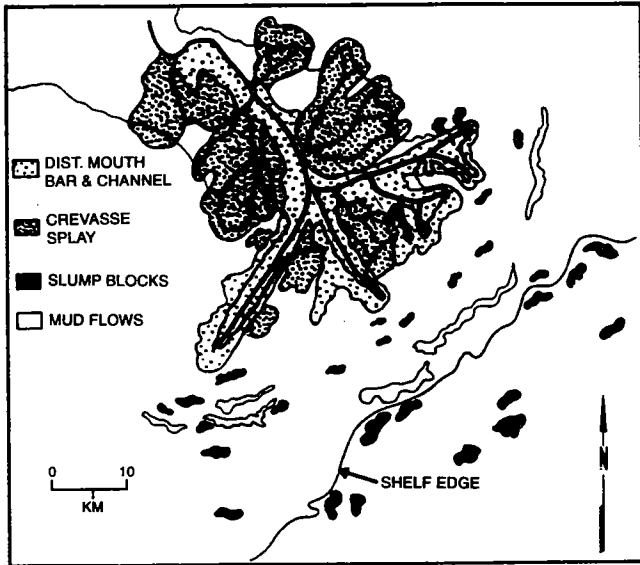 DIST. MOUTH
BAR & CHANNEL
CREVASSE
SPLAY
SLUMP BLOCKS
MUD FLOWS
0 10
KM
SHELF EDGE
N